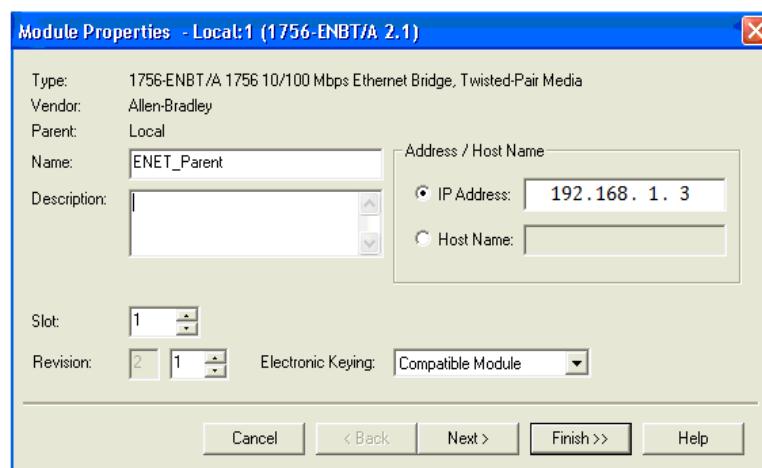 Module Properties - Local:1 (1756-ENBT/A 2.1)
Type: 1756-ENBT/A 1756 10/100 Mbps Ethernet Bridge, Twisted-Pair Media
Vendor: Allen-Bradley
Parent: Local
Name: ENET_Parent
Address / Host Name
Description:
IP Address: 192.168. 1. 3
Host Name:
Slot: 1
Revision: 2 1 Electronic Keying: Compatible Module
Cancel < Back Next > Finish >> Help